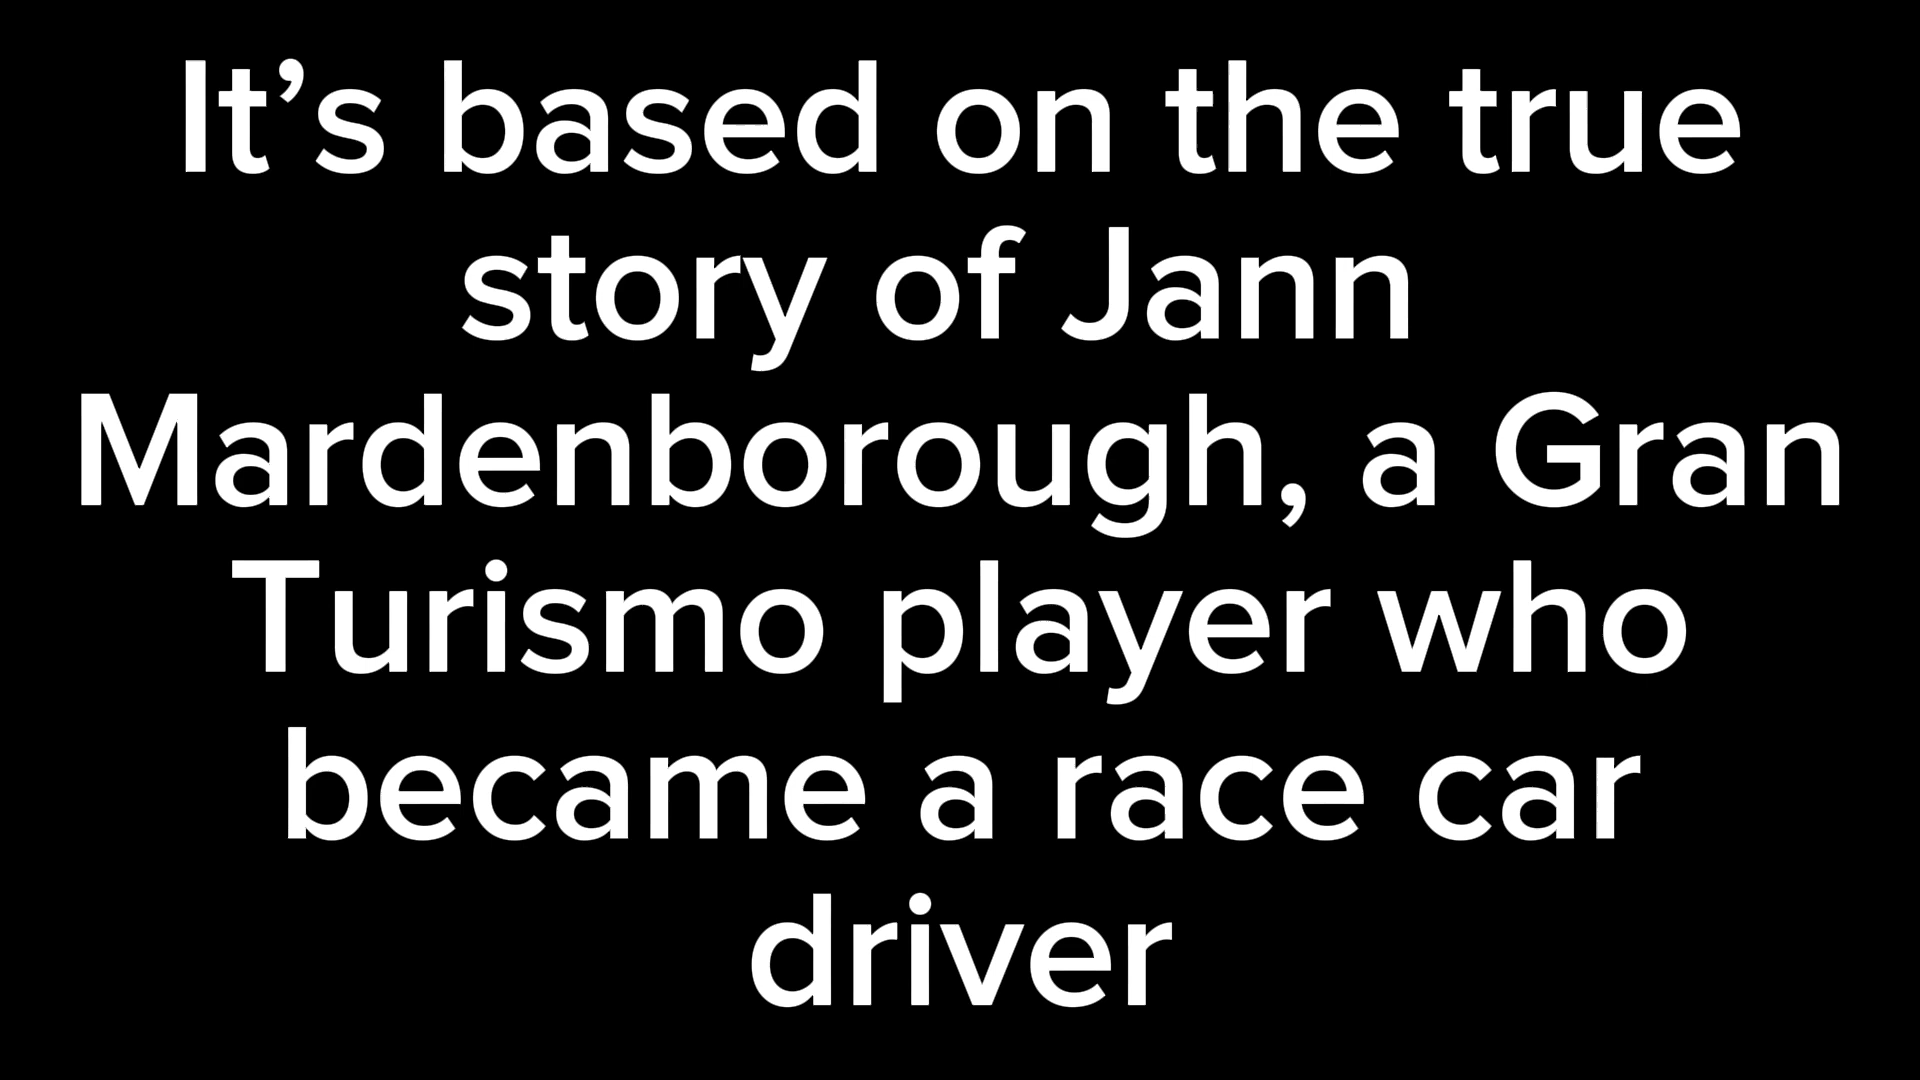 It’s based on the true
story of Jann
Mardenborough, a Gran
Turismo player who
became a race car
driver